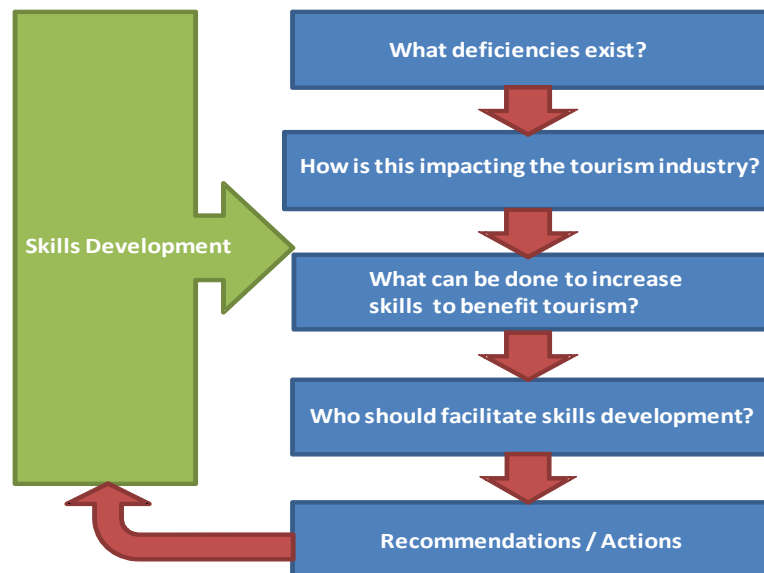 What deficiencies exist?
How is this impacting the tourism industry?
Skills Development
What can be done to increase
skills to benefit tourism?
Who should facilitate skills development?
Recommendations / Actions